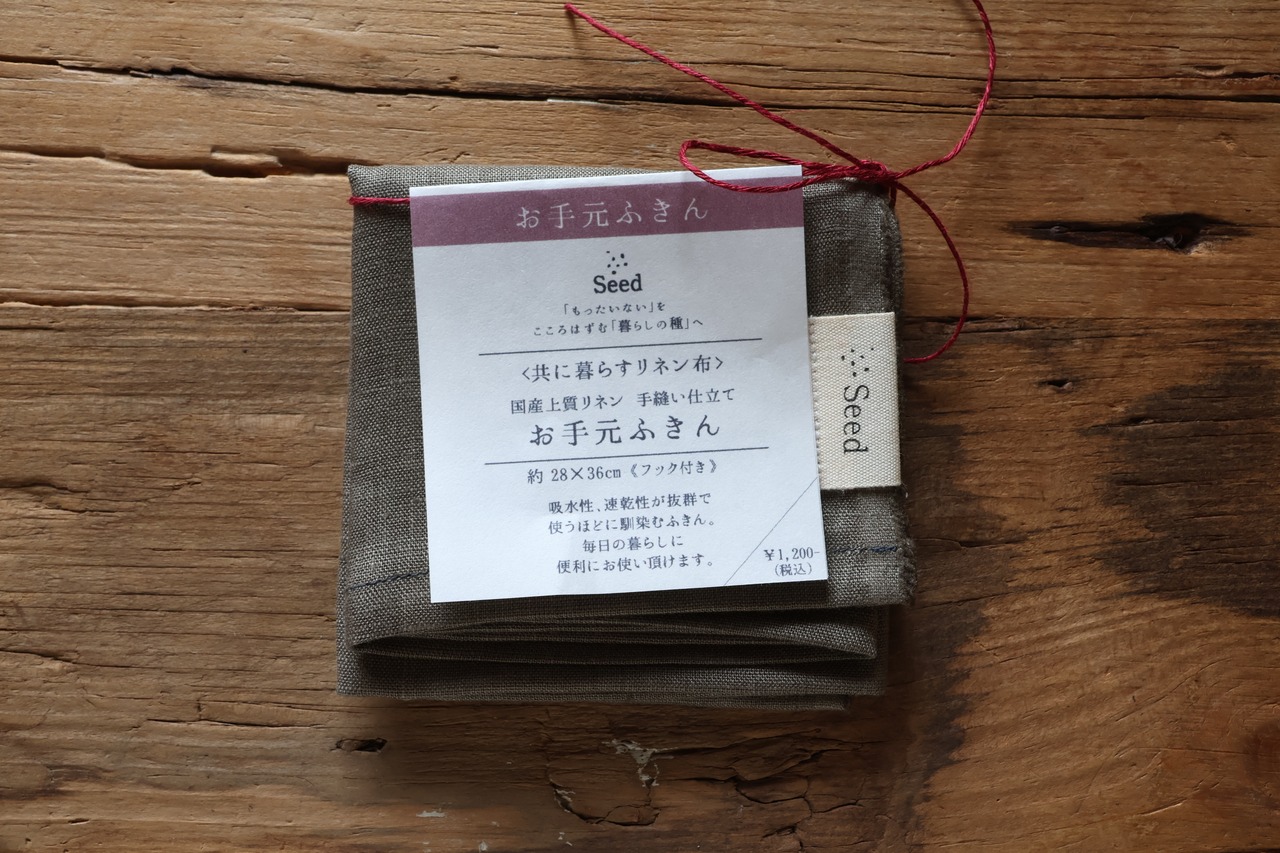 お手元ふきん
Seed
「もったいない」を
こころはずむ「暮らしの種」へ
〈共に暮らすリネン布〉
国産上質リネン 手縫い仕立て
お手元ふきん
約 28×36cm《フック付き》
吸水性、速乾性が抜群で
使うほどに馴染むふきん。
毎日の暮らしに
便利にお使い頂けます。
¥1,200-
(税込)
Seed